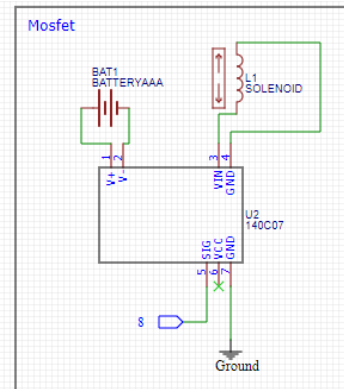 Mosfet
BAT1
BATTERYAAA
L1
SOLENOID
1
2
3
4
V+
V-
VIN
GND
U2
140C07
SIG
VCC
GND
5
6
7
8
Ground